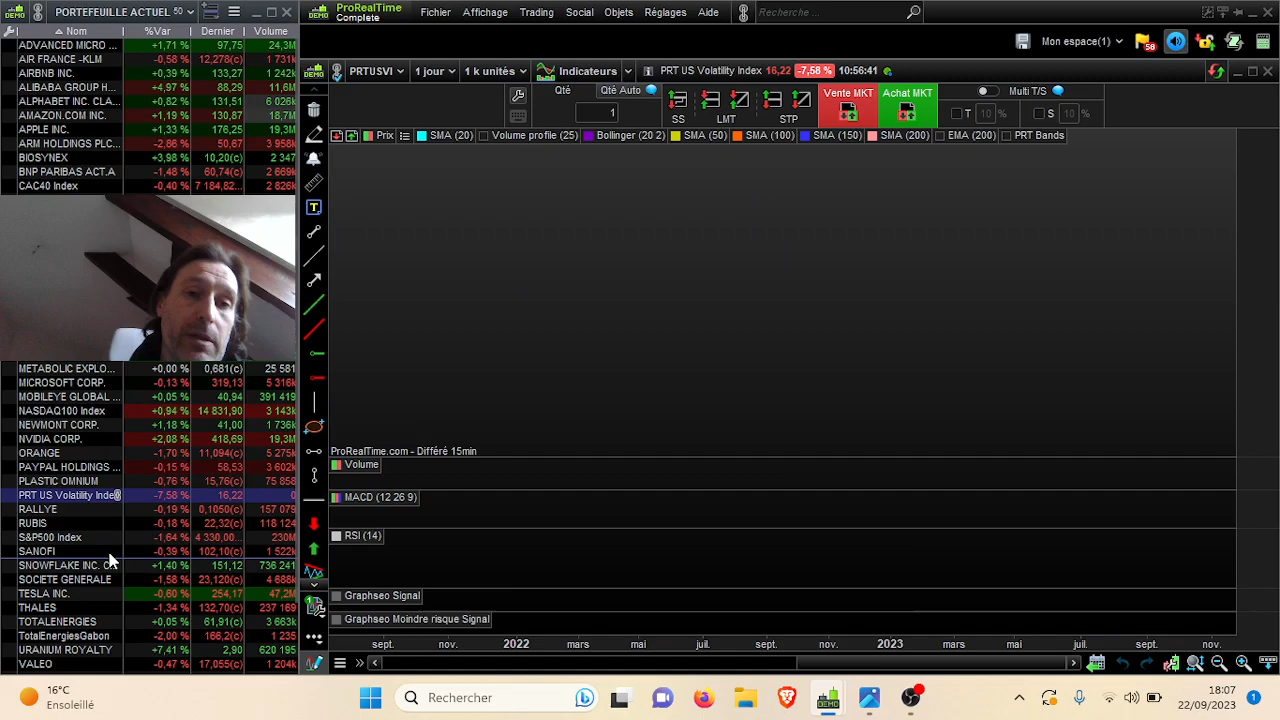 DEMO PORTEFEUILLE ACTUEL 50
Nom %Var Dernier Volume
ADVANCED MICRO ... +1,71 % 97,75 24,3M
AIR FRANCE -KLM -0,58 % 12,278(c) 1 731k
AIRBNB INC. +0,39 % 133,27 1 242k
ALIBABA GROUP H... +4,97 % 88,29 11,6M
ALPHABET INC. CLA... +0,82 % 131,51 6 026k
AMAZON.COM INC. +1,19 % 130,87 18,7M
APPLE INC. +1,33 % 176,25 19,3M
ARM HOLDINGS PLC... -2,86 % 50,67 3 958k
BIOSYNEX +3,98 % 10,20(c) 2 347
BNP PARIBAS ACT.A -1,48 % 60,74(c) 2 669k
CAC40 Index -0,40 % 7 184,82... 2 826k
METABOLIC EXPLO... +0,00 % 0,681(c) 25 581
MICROSOFT CORP. -0,13 % 319,13 5 316k
MOBILEYE GLOBAL ... +0,05 % 40,94 391 419
NASDAQ100 Index +0,94 % 14 831,90 3 143k
NEWMONT CORP. +1,18 % 41,00 1 736k
NVIDIA CORP. +2,08 % 418,69 19,3M
ORANGE -1,70 % 11,094(c) 5 275k
PAYPAL HOLDINGS ... -0,15 % 58,53 3 602k
PLASTIC OMNIUM -0,76 % 15,76(c) 75 858
PRT US Volatility Inde -7,58 % 16,22 0
RALLYE -0,19 % 0,1050(c) 157 079
RUBIS -0,18 % 22,32(c) 118 124
S&P500 Index -1,64 % 4 330,00... 230M
SANOFI -0,39 % 102,10(c) 1 522k
SNOWFLAKE INC. C +1,40 % 151,12 736 241
SOCIETE GENERALE -1,58 % 23,120(c) 4 688k
TESLA INC. -0,60 % 254,17 47,2M
THALES -1,34 % 132,70(c) 237 169
TOTALENERGIES +0,05 % 61,91(c) 3 663k
TotalEnergiesGabon -2,00 % 166,2(c) 1 235
URANIUM ROYALTY +7,41 % 2,90 620 195
VALEO -0,47 % 17,055(c) 1 204k
DEMO ProRealTime Complete Fichier Affichage Trading Social Objets Réglages Aide Recherche...
Mon espace(1) 58
DEMO PRTUSVI 1 jour 1 k unités Indicateurs PRT US Volatility Index 16,22 -7,58 % 10:56:41
Qté Qté Auto Vente MKT Achat MKT Multi T/S
1 SS LMT STP T 10 % S 10 %
Prix SMA (20) Volume profile (25) Bollinger (20 2) SMA (50) SMA (100) SMA (150) SMA (200) EMA (200) PRT Bands
T
ProRealTime.com - Différé 15min
Volume
MACD (12 26 9)
RSI (14)
Graphseo Signal
Graphseo Moindre risque Signal
sept. nov. 2022 mars Mai juil. sept. nov. 2023 mars Mai juil. sept. nov.
16°C
Ensoleillé
Rechercher
DEMO
18:07
22/09/2023
1